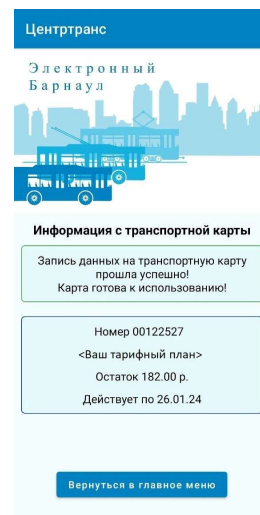 Центртранс
Электронный
Барнаул
Информация с транспортной карты
Запись данных на транспортную карту
прошла успешно!
Карта готова к использованию!
Номер 00122527
<Ваш тарифный план>
Остаток 182.00 р.
Действует по 26.01.24
Вернуться в главное меню